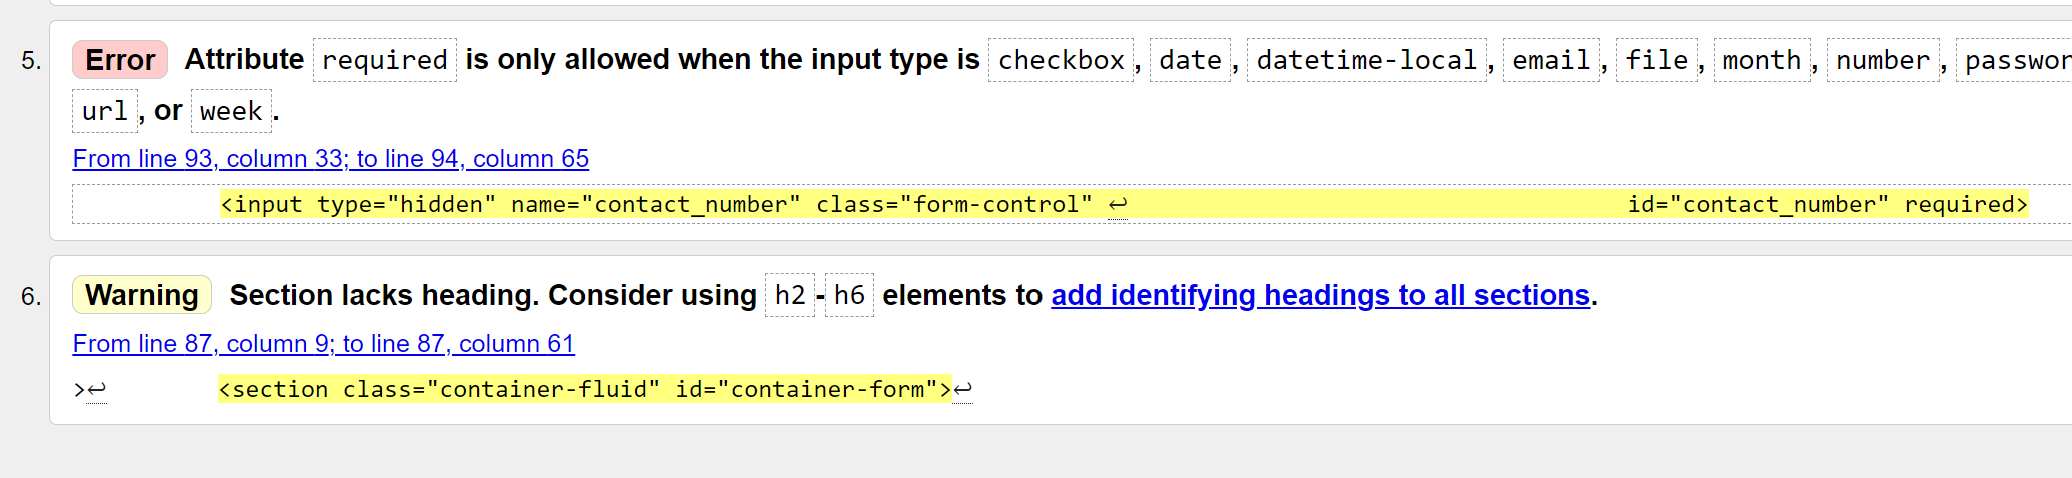 5. Error Attribute required is only allowed when the input type is checkbox, date, datetime-local, email, file, month, number,
url, or week.
From line 93, column 33; to line 94, column 65
<input type="hidden" name="contact_number" class="form-control" ↩ id="contact_number" required>
6. Warning Section lacks heading. Consider using h2-h6 elements to add identifying headings to all sections.
From line 87, column 9; to line 87, column 61
>↩ <section class="container-fluid" id="container-form">↩